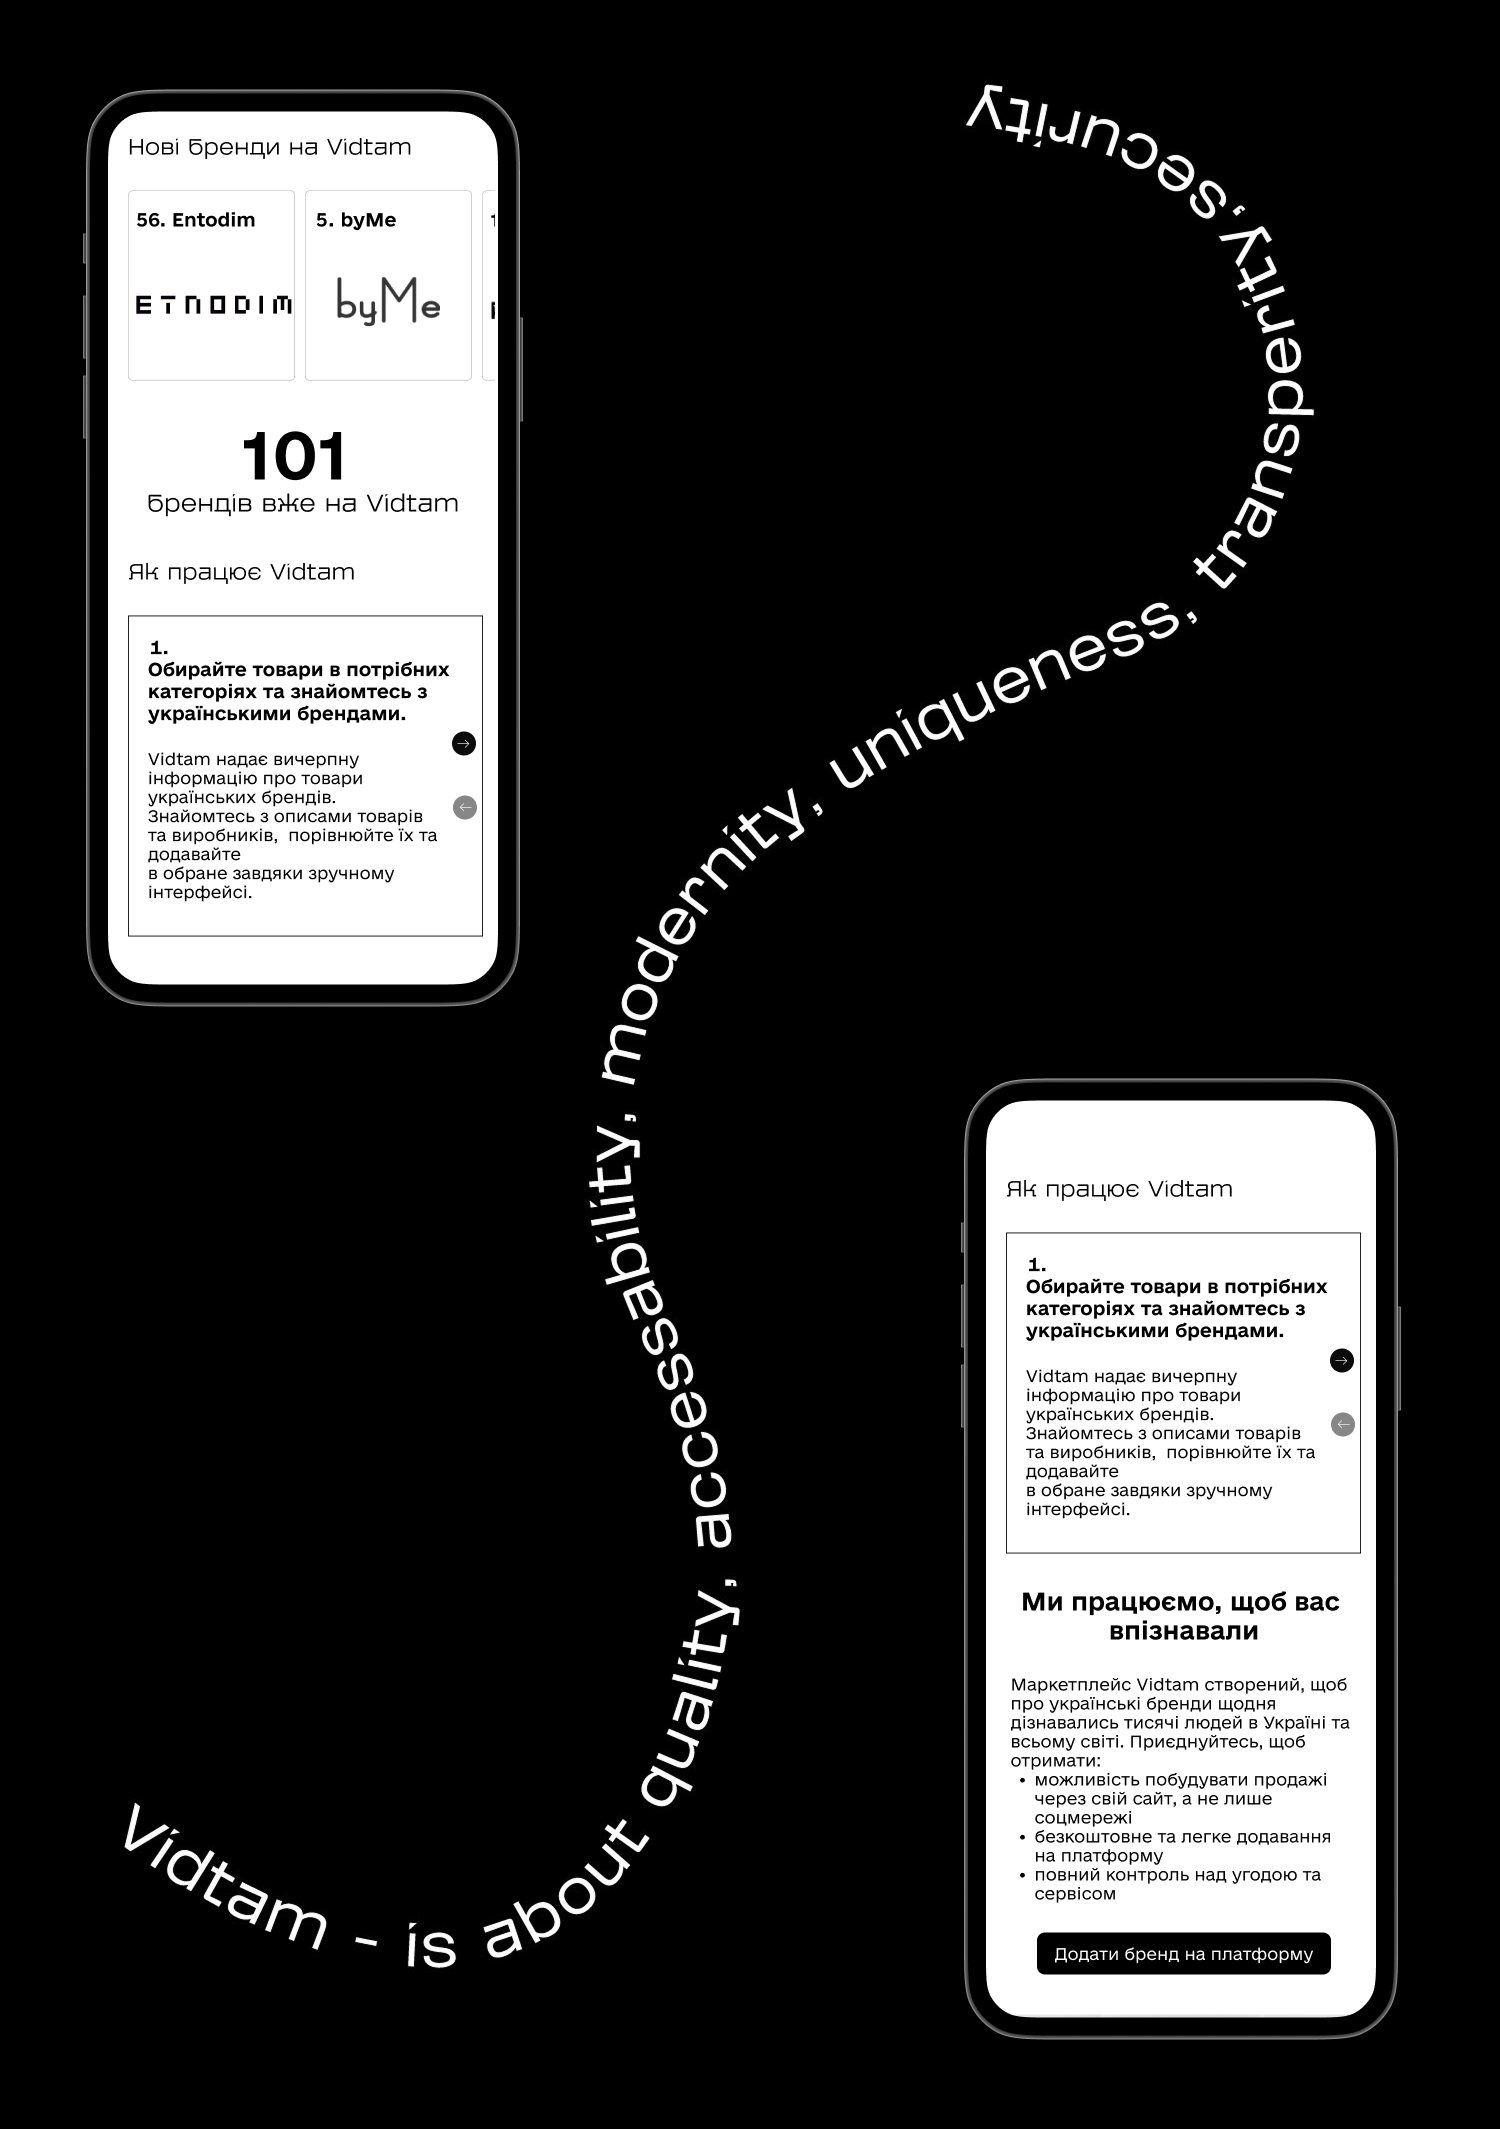 Нові бренди на Vidtam
56. Entodim
5. byMe
ETNODIM
byMe
101
брендів вже на Vidtam
Як працює Vidtam
1.
Обирайте товари в потрібних
категоріях та знайомтесь з
українськими брендами.
Vidtam надає вичерпну
інформацію про товари
українських брендів.
Знайомтесь з описами товарів
та виробників,  порівнюйте їх та
додавайте
в обране завдяки зручному
інтерфейсі.
Vidtam - is about quality, accessability, modernity, uniqueness, transperity, security
Як працює Vidtam
1.
Обирайте товари в потрібних
категоріях та знайомтесь з
українськими брендами.
Vidtam надає вичерпну
інформацію про товари
українських брендів.
Знайомтесь з описами товарів
та виробників,  порівнюйте їх та
додавайте
в обране завдяки зручному
інтерфейсі.
Ми працюємо, щоб вас
впізнавали
Маркетплейс Vidtam створений, щоб
про українські бренди щодня
дізнавались тисячі людей в Україні та
всьому світі. Приєднуйтесь, щоб
отримати:
• можливість побудувати продажі
через свій сайт, а не лише
соцмережі
• безкоштовне та легке додавання
на платформу
• повний контроль над угодою та
сервісом
Додати бренд на платформу